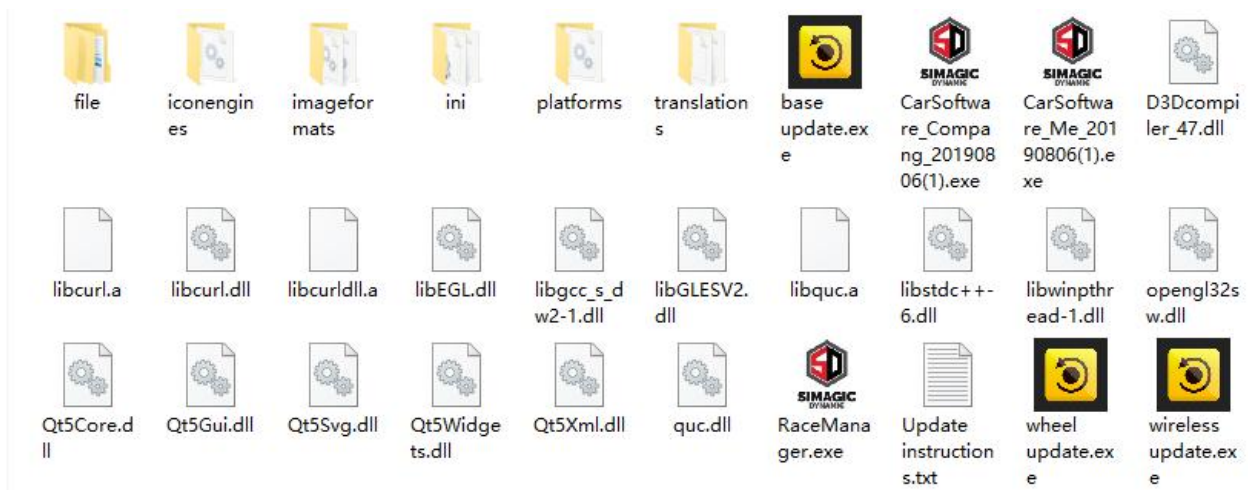 SIMAGIC
DYNAMIC
SIMAGIC
DYNAMIC
file
iconengin
es
imagefor
mats
ini
platforms
translation
s
base
update.ex
e
CarSoftwa
re_Compa
ng_201908
06(1).exe
CarSoftwa
re_Me_201
90806(1).e
xe
D3Dcompi
ler_47.dll
libcurl.a
libcurl.dll
libcurldll.a
libEGL.dll
libgcc_s_d
w2-1.dll
libGLESV2.
dll
libquc.a
libstdc++-
6.dll
libwinpthr
ead-1.dll
opengl32s
w.dll
SIMAGIC
DYNAMIC
Qt5Core.d
ll
Qt5Gui.dll
Qt5Svg.dll
Qt5Widge
ts.dll
Qt5Xml.dll
quc.dll
RaceMana
ger.exe
Update
instruction
s.txt
wheel
update.ex
e
wireless
update.ex
e